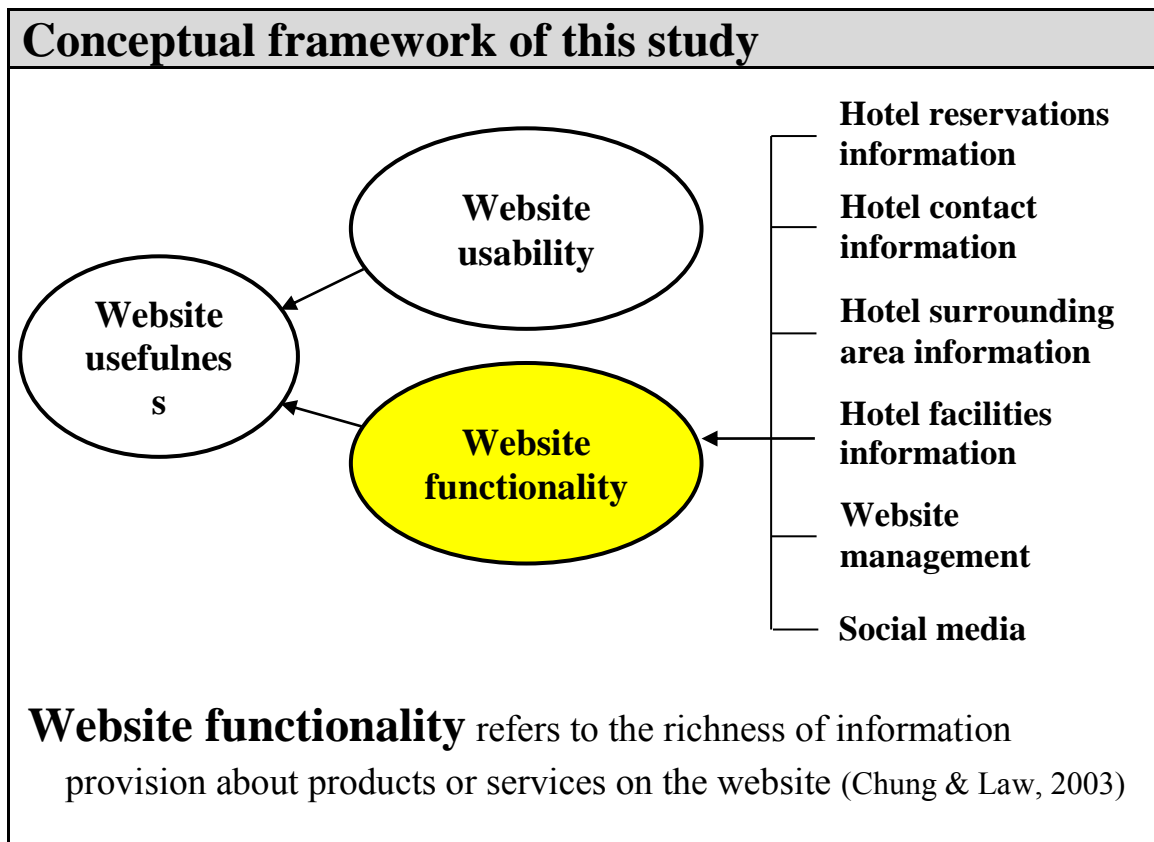 Conceptual framework of this study
Website
usability
Website
usefulnes
s
Website
functionality
Hotel reservations
information
Hotel contact
information
Hotel surrounding
area information
Hotel facilities
information
Website
management
Social media
Website functionality refers to the richness of information
provision about products or services on the website (Chung & Law, 2003)